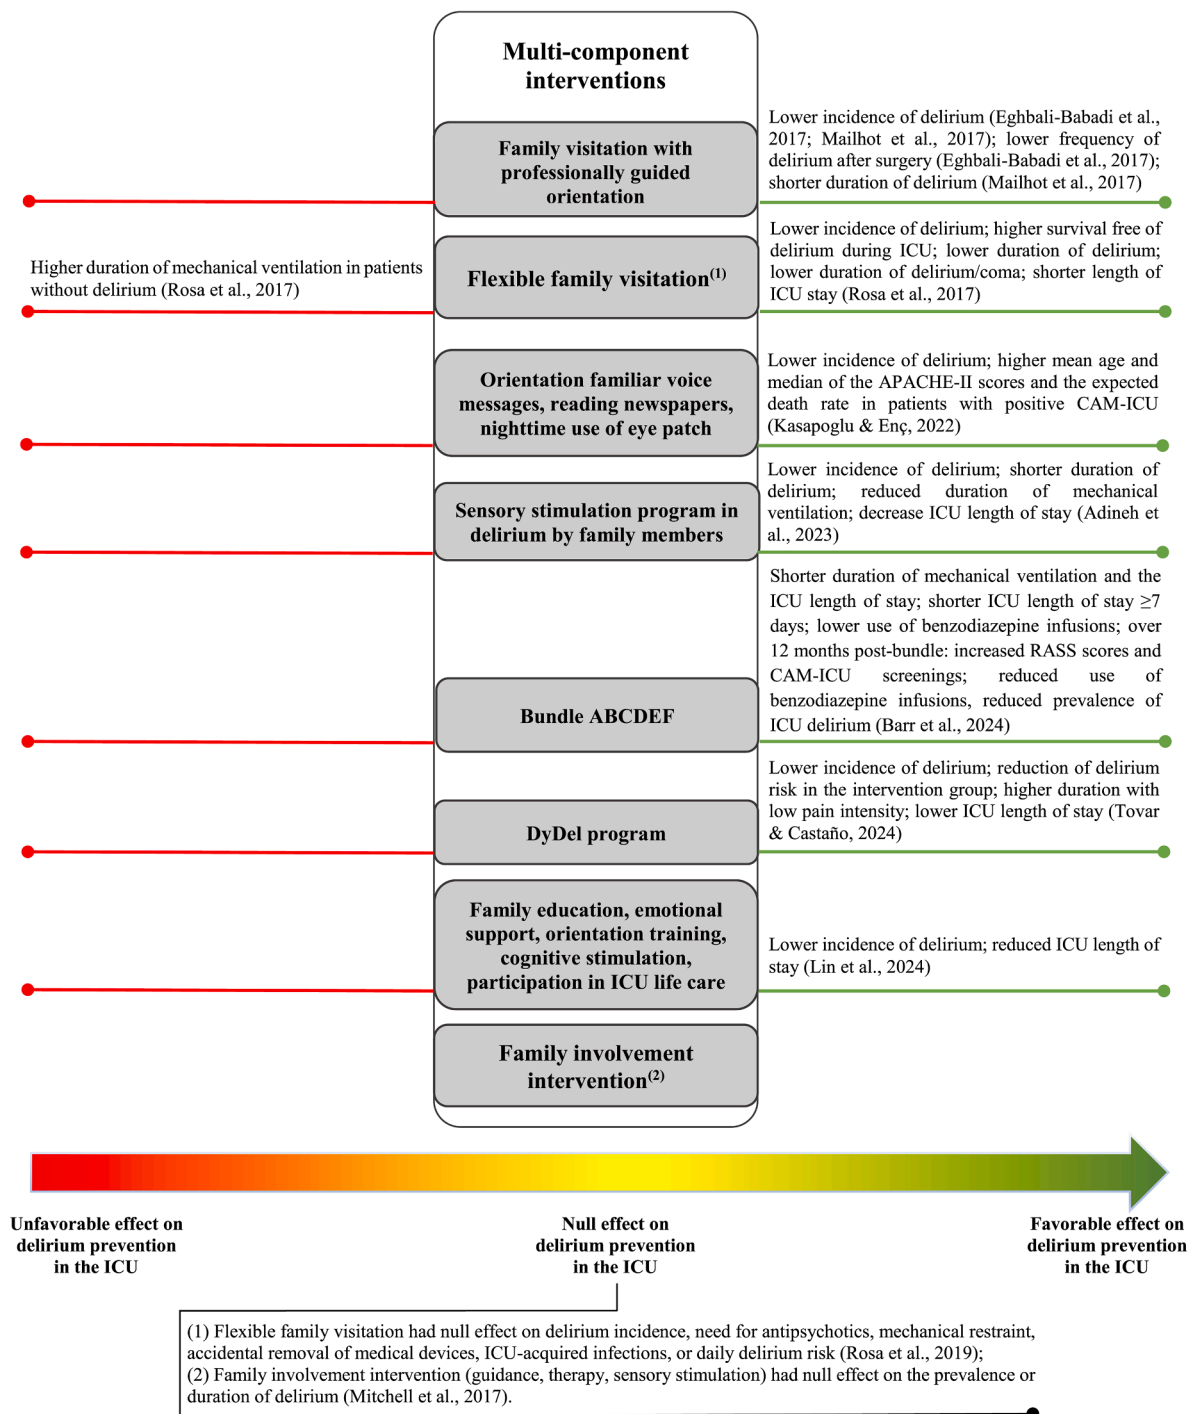 Multi-component
interventions
Family visitation with
professionally guided
orientation
Lower incidence of delirium (Eghbali-Babadi et al.,
2017; Mailhot et al., 2017); lower frequency of
delirium after surgery (Eghbali-Babadi et al., 2017);
shorter duration of delirium (Mailhot et al., 2017)
Higher duration of mechanical ventilation in patients
without delirium (Rosa et al., 2017)
Flexible family visitation(1)
Lower incidence of delirium; higher survival free of
delirium during ICU; lower duration of delirium;
lower duration of delirium/coma; shorter length of
ICU stay (Rosa et al., 2017)
Orientation familiar voice
messages, reading newspapers,
nighttime use of eye patch
Lower incidence of delirium; higher mean age and
median of the APACHE-II scores and the expected
death rate in patients with positive CAM-ICU
(Kasapoglu & Enç, 2022)
Sensory stimulation program in
delirium by family members
Lower incidence of delirium; shorter duration of
delirium; reduced duration of mechanical
ventilation; decrease ICU length of stay (Adineh et
al., 2023)
Bundle ABCDEF
Shorter duration of mechanical ventilation and the
ICU length of stay; shorter ICU length of stay ≥7
days; lower use of benzodiazepine infusions; over
12 months post-bundle: increased RASS scores and
CAM-ICU screenings; reduced use of
benzodiazepine infusions, reduced prevalence of
ICU delirium (Barr et al., 2024)
DyDel program
Lower incidence of delirium; reduction of delirium
risk in the intervention group; higher duration with
low pain intensity; lower ICU length of stay (Tovar
& Castaño, 2024)
Family education, emotional
support, orientation training,
cognitive stimulation,
participation in ICU life care
Lower incidence of delirium; reduced ICU length of
stay (Lin et al., 2024)
Family involvement
intervention(2)
Unfavorable effect on
delirium prevention
in the ICU
Null effect on
delirium prevention
in the ICU
Favorable effect on
delirium prevention
in the ICU
(1) Flexible family visitation had null effect on delirium incidence, need for antipsychotics, mechanical restraint,
accidental removal of medical devices, ICU-acquired infections, or daily delirium risk (Rosa et al., 2019);
(2) Family involvement intervention (guidance, therapy, sensory stimulation) had null effect on the prevalence or
duration of delirium (Mitchell et al., 2017).